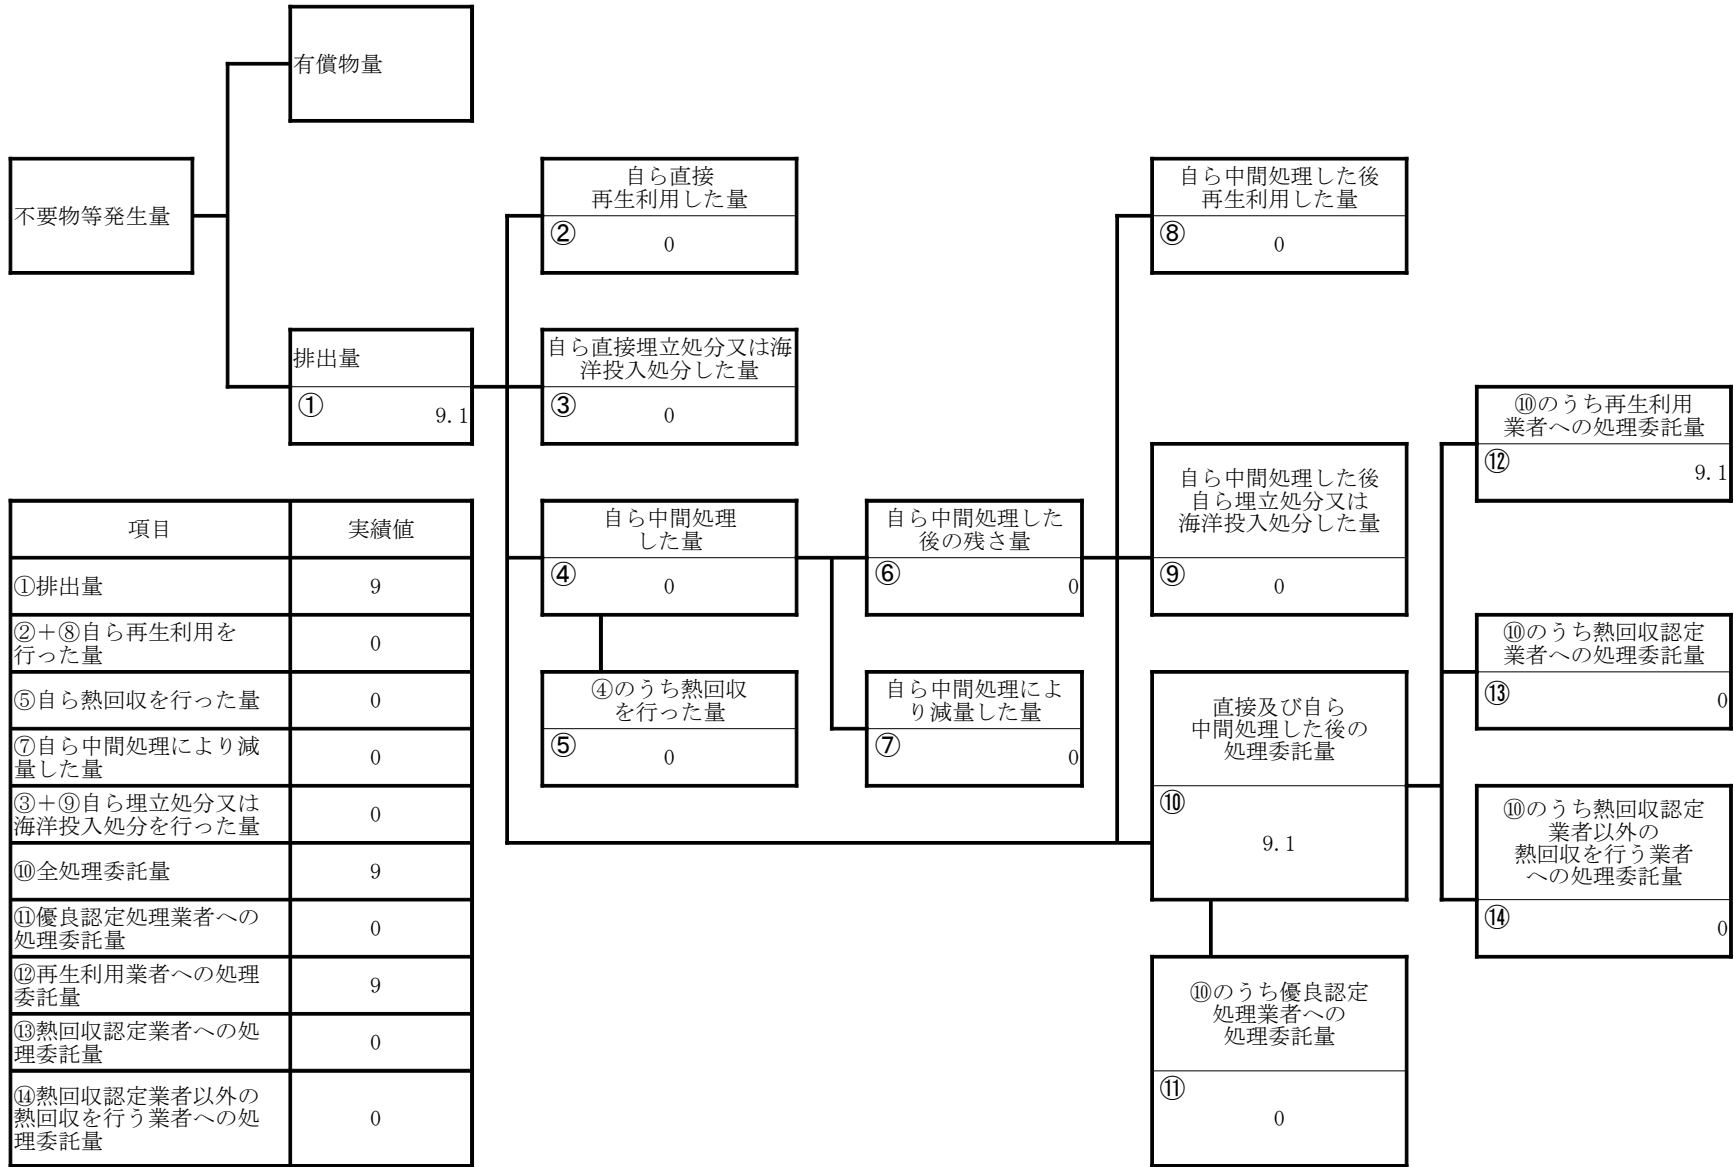 有償物量
不要物等発生量
自ら直接
再生利用した量
② 0
自ら中間処理した後
再生利用した量
⑧ 0
排出量
① 9.1
自ら直接埋立処分又は海
洋投入処分した量
③ 0
⑩のうち再生利用
業者への処理委託量
⑫ 9.1
自ら中間処理
した量
④ 0
自ら中間処理した
後の残さ量
⑥ 0
自ら中間処理した後
自ら埋立処分又は
海洋投入処分した量
⑨ 0
⑩のうち熱回収認定
業者への処理委託量
⑬ 0
④のうち熱回収
を行った量
⑤ 0
自ら中間処理によ
り減量した量
⑦ 0
直接及び自ら
中間処理した後の
処理委託量
⑩
9.1
⑩のうち熱回収認定
業者以外の
熱回収を行う業者
への処理委託量
⑭ 0
⑩のうち優良認定
処理業者への
処理委託量
⑪
0
項目 実績値
①排出量 9
②+⑧自ら再生利用を
行った量 0
⑤自ら熱回収を行った量 0
⑦自ら中間処理により減
量した量 0
③+⑨自ら埋立処分又は
海洋投入処分を行った量 0
⑩全処理委託量 9
⑪優良認定処理業者への
処理委託量 0
⑫再生利用業者への処理
委託量 9
⑬熱回収認定業者への処
理委託量 0
⑭熱回収認定業者以外の
熱回収を行う業者への処
理委託量 0